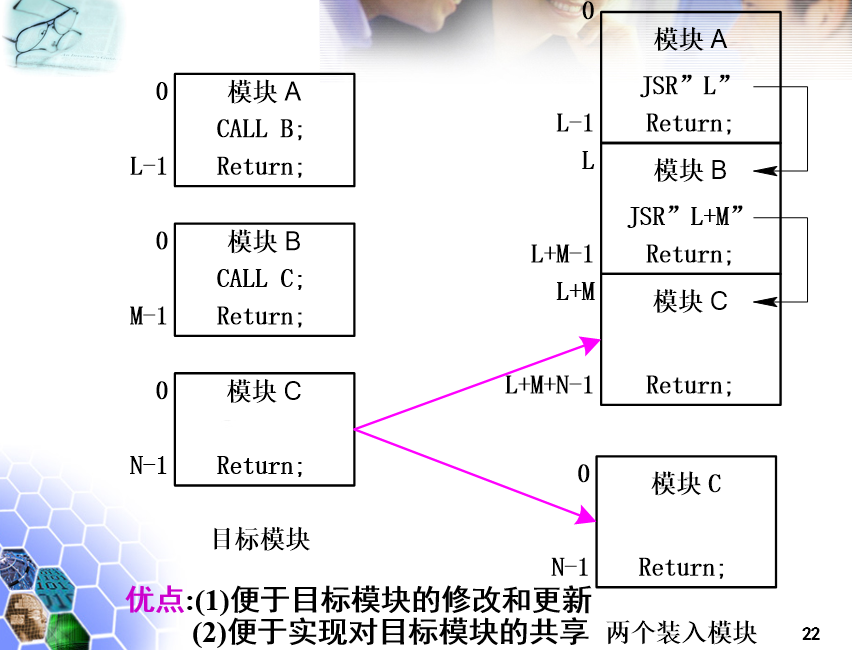 0
模块 A
CALL B;
L-1
Return;
0
模块 B
CALL C;
M-1
Return;
0
模块 C
N-1
Return;
目标模块
0
模块 A
JSR”L”
L-1
Return;
L
模块 B
JSR”L+M”
L+M-1
Return;
L+M
模块 C
L+M+N-1
Return;
0
模块 C
N-1
Return;
优点:(1)便于目标模块的修改和更新
(2)便于实现对目标模块的共享
两个装入模块
22